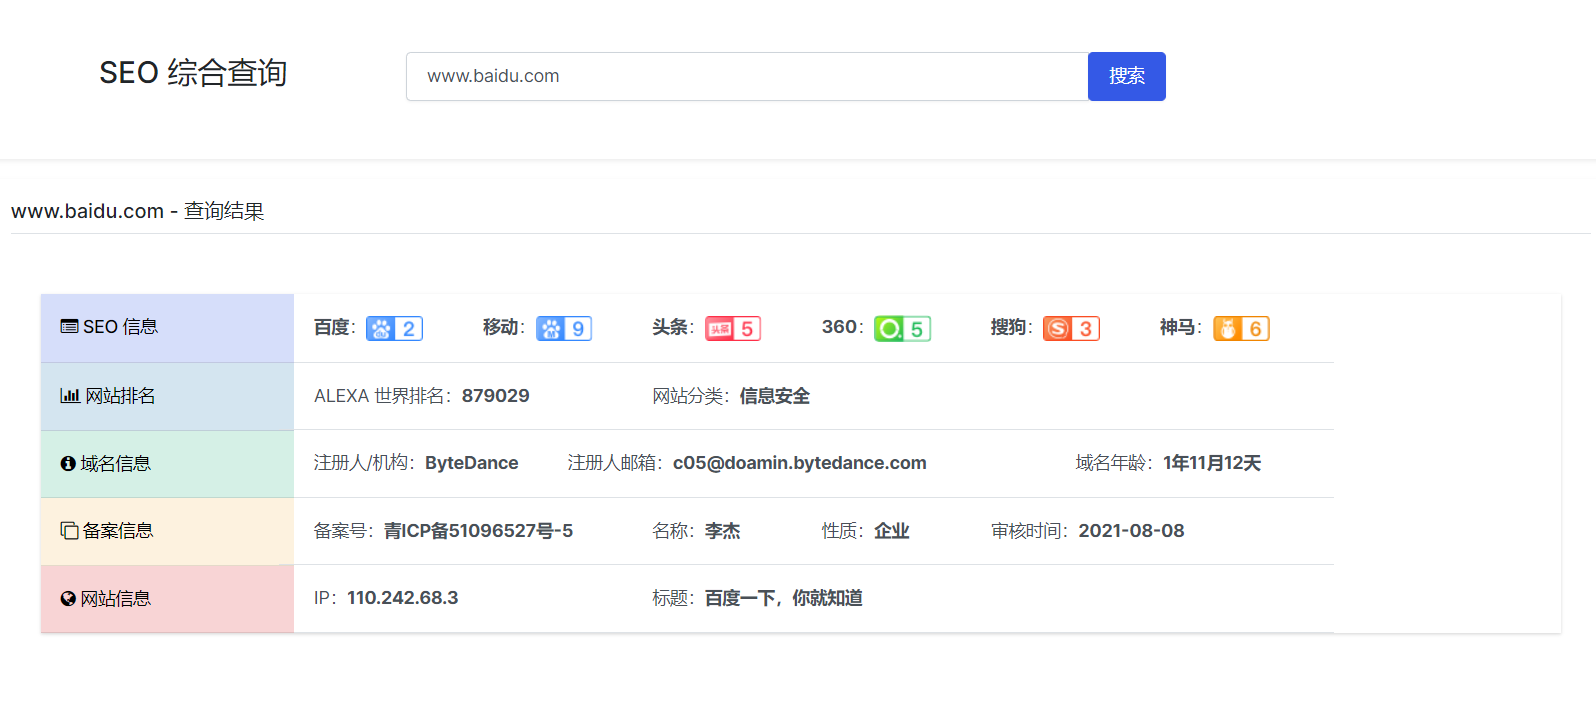 SEO 综合查询
www.baidu.com
搜索
www.baidu.com - 查询结果
SEO 信息 百度： 2 移动： 9 头条： 头条 5 360： 5 搜狗： S 3 神马： 6
网站排名 ALEXA 世界排名：879029 网站分类：信息安全
域名信息 注册人/机构：ByteDance 注册人邮箱：c05@doamin.bytedance.com 域名年龄：1年11月12天
备案信息 备案号：青ICP备51096527号-5 名称：李杰 性质：企业 审核时间：2021-08-08
网站信息 IP：110.242.68.3 标题：百度一下，你就知道